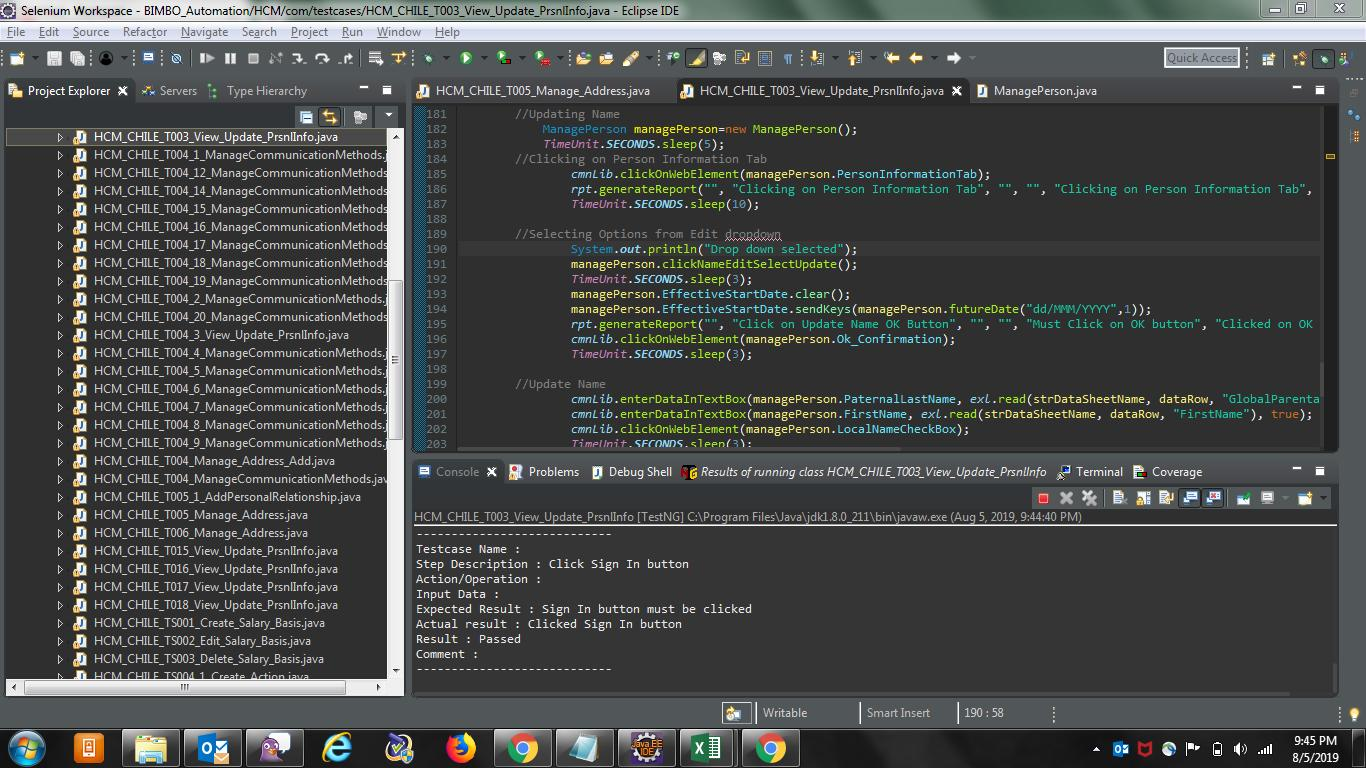 Selenium Workspace - BIMBO_Automation/HCM/com/testcases/HCM_CHILE_T003_View_Update_PrsnlInfo.java - Eclipse IDE
File Edit Source Refactor Navigate Search Project Run Window Help
Quick Access
Project Explorer Servers Type Hierarchy
HCM_CHILE_T003_View_Update_PrsnlInfo.java
HCM_CHILE_T004_1_ManageCommunicationMethods.j
HCM_CHILE_T004_12_ManageCommunicationMethods
HCM_CHILE_T004_14_ManageCommunicationMethods
HCM_CHILE_T004_15_ManageCommunicationMethods
HCM_CHILE_T004_16_ManageCommunicationMethods
HCM_CHILE_T004_17_ManageCommunicationMethods
HCM_CHILE_T004_18_ManageCommunicationMethods
HCM_CHILE_T004_19_ManageCommunicationMethods
HCM_CHILE_T004_2_ManageCommunicationMethods.j
HCM_CHILE_T004_20_ManageCommunicationMethods
HCM_CHILE_T004_3_View_Update_PrsnlInfo.java
HCM_CHILE_T004_4_ManageCommunicationMethods.j
HCM_CHILE_T004_5_ManageCommunicationMethods.j
HCM_CHILE_T004_6_ManageCommunicationMethods.j
HCM_CHILE_T004_7_ManageCommunicationMethods.j
HCM_CHILE_T004_8_ManageCommunicationMethods.j
HCM_CHILE_T004_9_ManageCommunicationMethods.j
HCM_CHILE_T004_Manage_Address_Add.java
HCM_CHILE_T004_ManageCommunicationMethods.jav
HCM_CHILE_T005_1_AddPersonalRelationship.java
HCM_CHILE_T005_Manage_Address.java
HCM_CHILE_T006_Manage_Address.java
HCM_CHILE_T015_View_Update_PrsnlInfo.java
HCM_CHILE_T016_View_Update_PrsnlInfo.java
HCM_CHILE_T017_View_Update_PrsnlInfo.java
HCM_CHILE_T018_View_Update_PrsnlInfo.java
HCM_CHILE_TS001_Create_Salary_Basis.java
HCM_CHILE_TS002_Edit_Salary_Basis.java
HCM_CHILE_TS003_Delete_Salary_Basis.java
HCM_CHILE_TS004_1_Create_Action.java
HCM_CHILE_T005_Manage_Address.java HCM_CHILE_T003_View_Update_PrsnlInfo.java ManagePerson.java
181 //Updating Name
182 ManagePerson managePerson=new ManagePerson();
183 TimeUnit.SECONDS.sleep(5);
184 //Clicking on Person Information Tab
185 cmnLib.clickOnWebElement(managePerson.PersonInformationTab);
186 rpt.generateReport("", "Clicking on Person Information Tab", "", "", "Clicking on Person Information Tab",
187 TimeUnit.SECONDS.sleep(10);
188
189 //Selecting Options from Edit dropdown
190 System.out.println("Drop down selected");
191 managePerson.clickNameEditSelectUpdate();
192 TimeUnit.SECONDS.sleep(3);
193 managePerson.EffectiveStartDate.clear();
194 managePerson.EffectiveStartDate.sendKeys(managePerson.futureDate("dd/MMM/YYYY",1));
195 rpt.generateReport("", "Click on Update Name OK Button", "", "", "Must Click on OK button", "Clicked on OK
196 cmnLib.clickOnWebElement(managePerson.Ok_Confirmation);
197 TimeUnit.SECONDS.sleep(3);
198
199 //Update Name
200 cmnLib.enterDataInTextBox(managePerson.PaternalLastName, exl.read(strDataSheetName, dataRow, "GlobalParenta
201 cmnLib.enterDataInTextBox(managePerson.FirstName, exl.read(strDataSheetName, dataRow, "FirstName"), true);
202 cmnLib.clickOnWebElement(managePerson.LocalNameCheckBox);
203 TimeUnit.SECONDS.sleep(3);
Console Problems Debug Shell Results of running class HCM_CHILE_T003_View_Update_PrsnlInfo Terminal Coverage
HCM_CHILE_T003_View_Update_PrsnlInfo [TestNG] C:\Program Files\Java\jdk1.8.0_211\bin\javaw.exe (Aug 5, 2019, 9:44:40 PM)
----------------------------
Testcase Name :
Step Description : Click Sign In button
Action/Operation :
Input Data :
Expected Result : Sign In button must be clicked
Actual result : Clicked Sign In button
Result : Passed
Comment :
----------------------------
Writable Smart Insert 190 : 58
Java EE
IDE
9:45 PM
8/5/2019